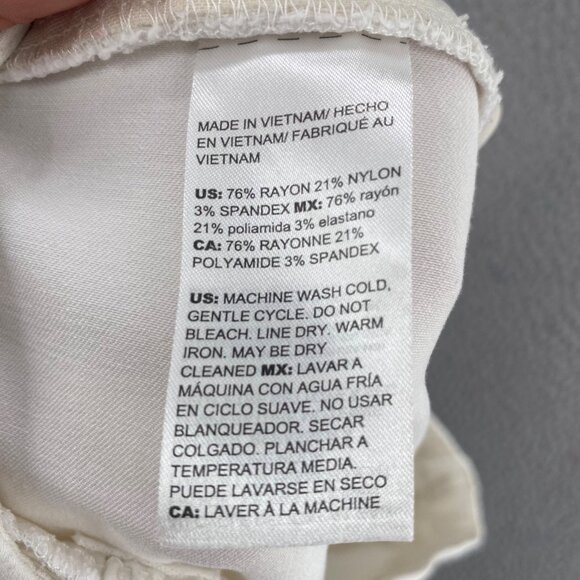 MADE IN VIETNAM/ HECHO
EN VIETNAM/ FABRIQUÉ AU
VIETNAM
US: 76% RAYON 21% NYLON
3% SPANDEX MX: 76% rayón
21% poliamida 3% elastano
CA: 76% RAYONNE 21%
POLYAMIDE 3% SPANDEX
US: MACHINE WASH COLD,
GENTLE CYCLE. DO NOT
BLEACH. LINE DRY. WARM
IRON. MAY BE DRY
CLEANED MX: LAVAR A
MÁQUINA CON AGUA FRÍA
EN CICLO SUAVE. NO USAR
BLANQUEADOR. SECAR
COLGADO. PLANCHAR A
TEMPERATURA MEDIA.
PUEDE LAVARSE EN SECO
CA: LAVER À LA MACHINE